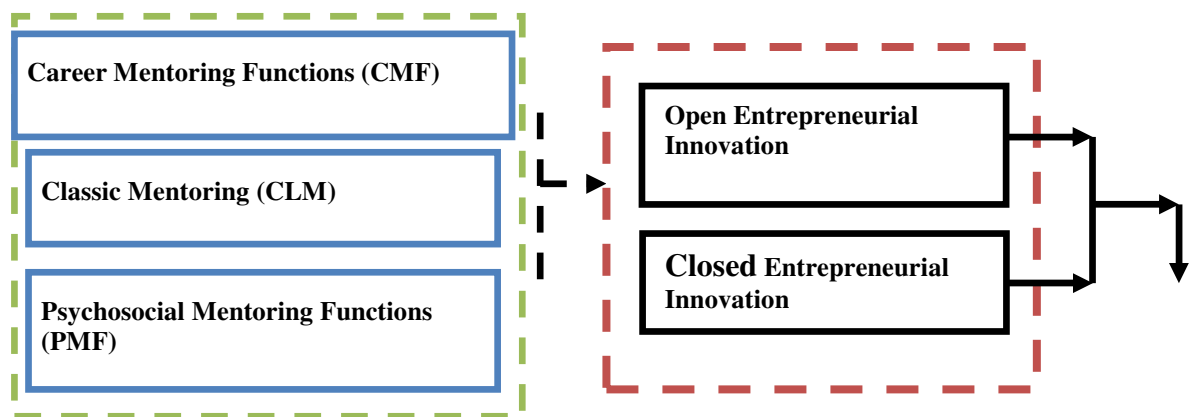 Career Mentoring Functions (CMF)
Classic Mentoring (CLM)
Psychosocial Mentoring Functions
(PMF)
Open Entrepreneurial
Innovation
Closed Entrepreneurial
Innovation